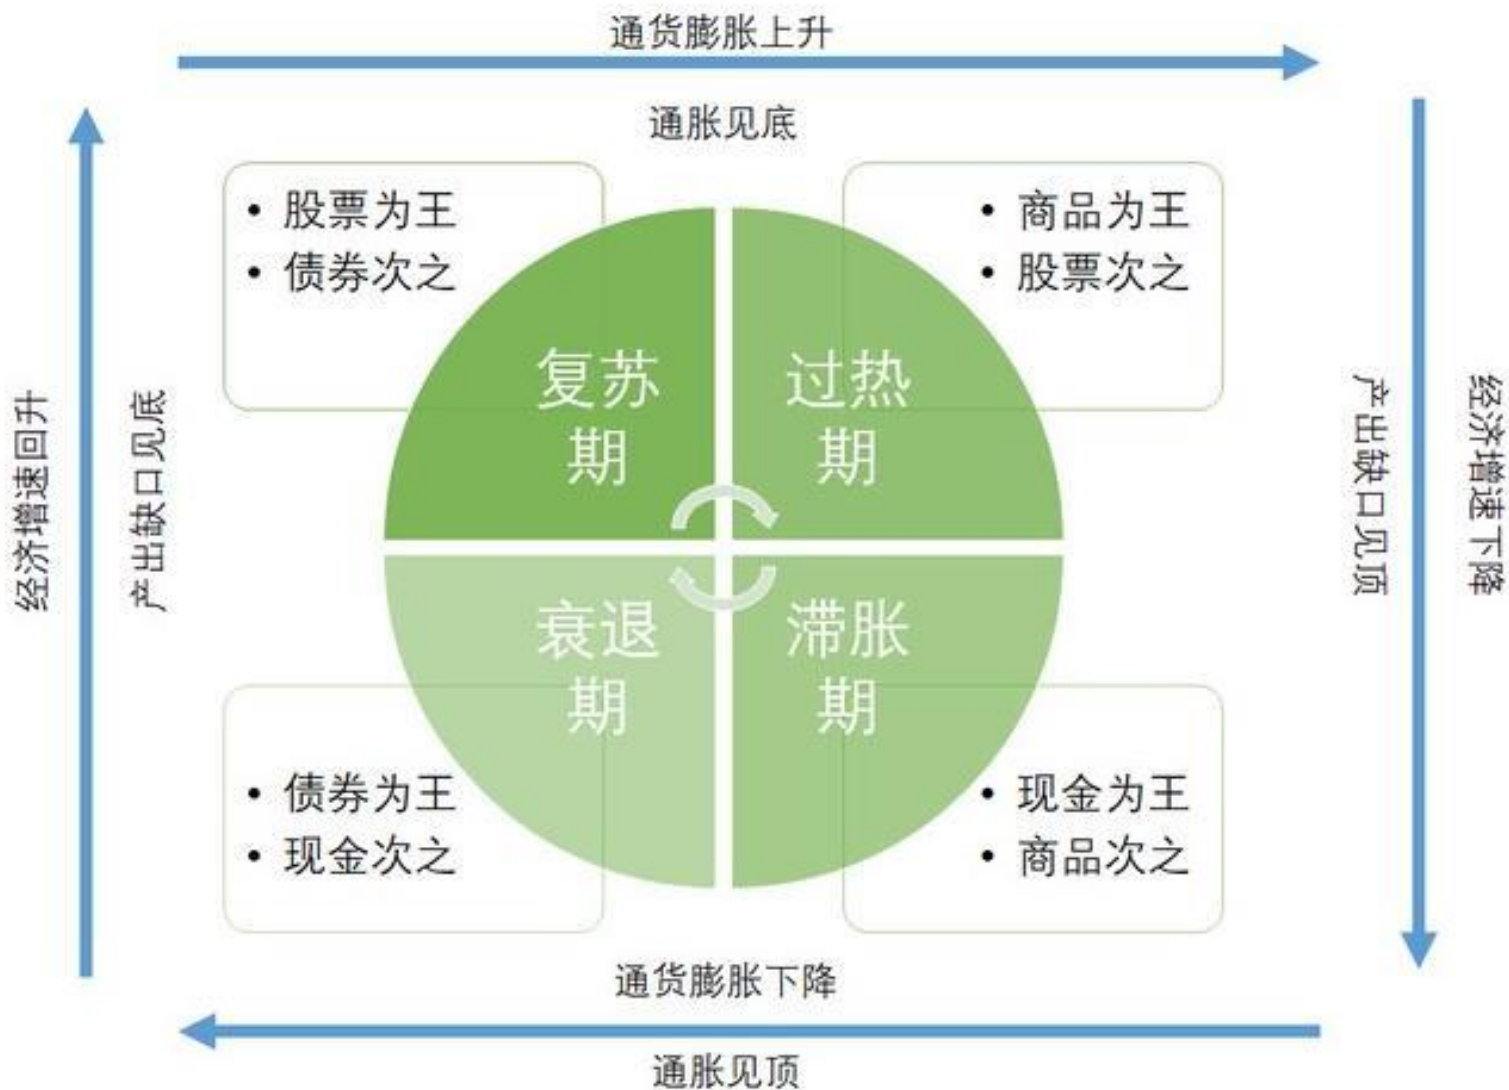 通货膨胀上升
通胀见底
• 股票为王
• 债券次之
• 商品为王
• 股票次之
复苏
期
过热
期
经济增速回升
产出缺口见底
产出缺口见顶
经济增速下降
衰退
期
滞胀
期
• 债券为王
• 现金次之
• 现金为王
• 商品次之
通货膨胀下降
通胀见顶